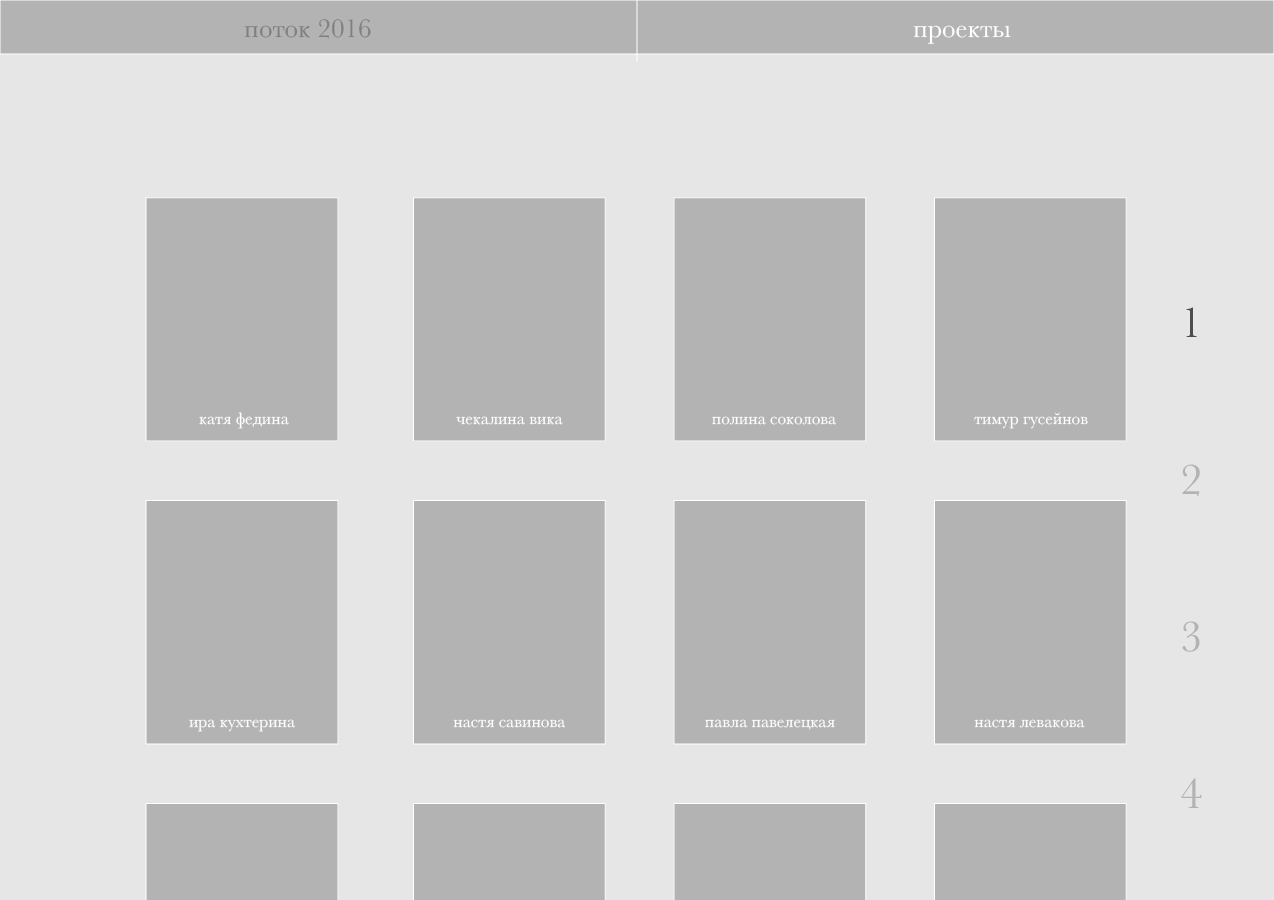 поток 2016
проекты
катя федина
чекалина вика
полина соколова
тимур гусейнов
1
2
ира кухтерина
настя савинова
павла павелецкая
настя левакова
3
4